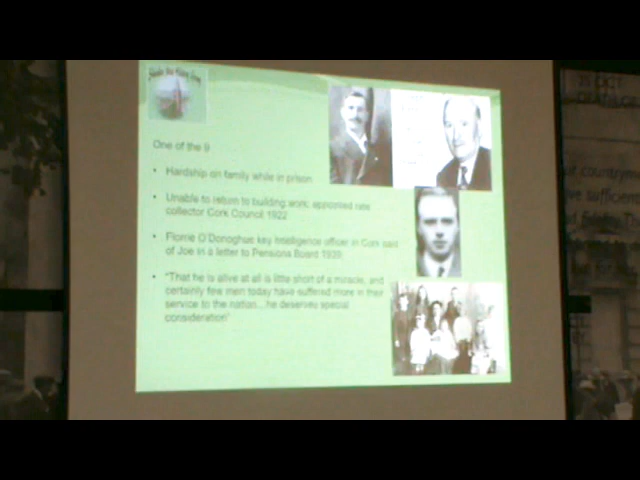 One of the 9
• Hardship on family while in prison
• Unable to return to building work; appointed rate
collector Cork Council 1922
• Florrie O'Donoghue key Intelligence officer in Cork said
of Joe in a letter to Pensions Board 1939
• "That he is alive at all is little short of a miracle, and
certainly few men today have suffered more in their
service to the nation...he deserves special
consideration"